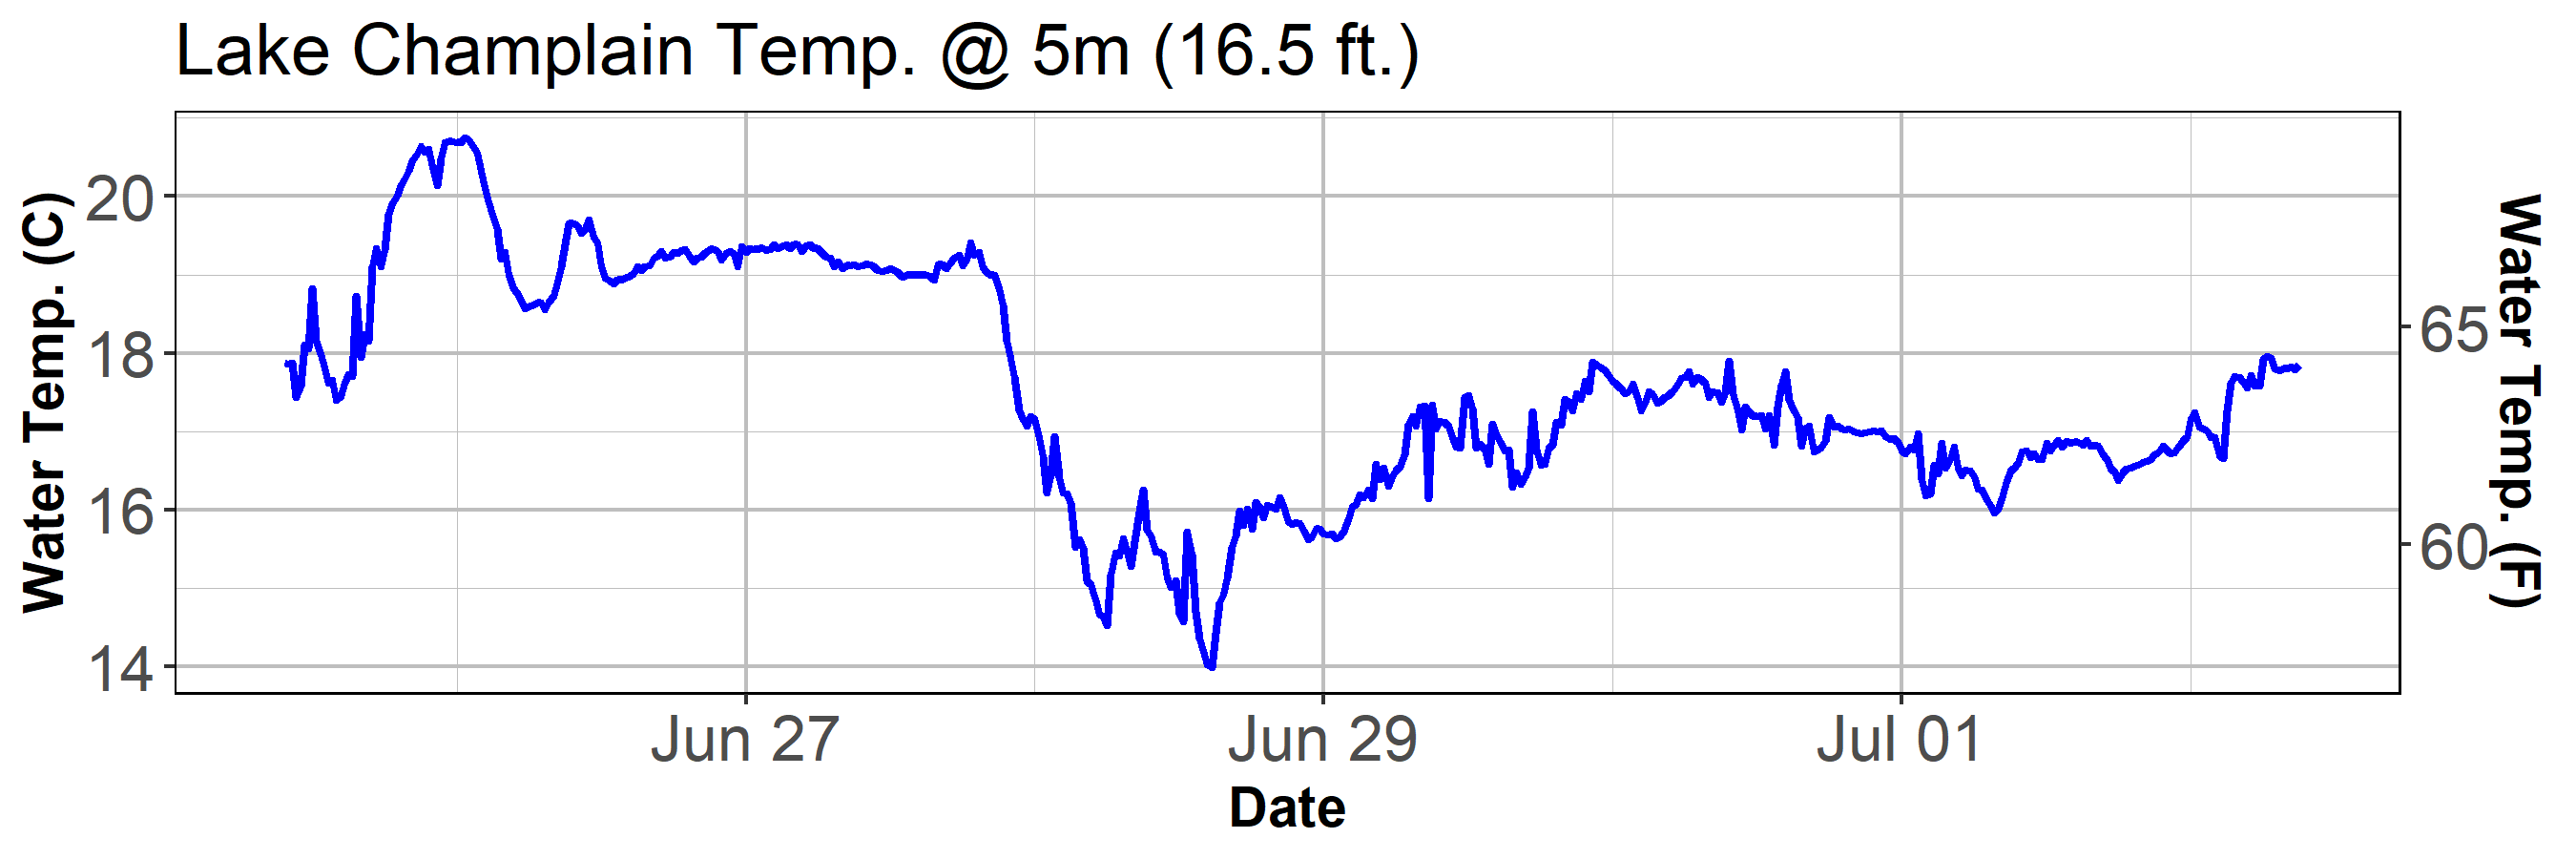 Lake Champlain Temp. @ 5m (16.5 ft.)
Water Temp. (C)
20
18
16
14
65
60
Water Temp. (F)
Jun 27
Jun 29
Jul 01
Date